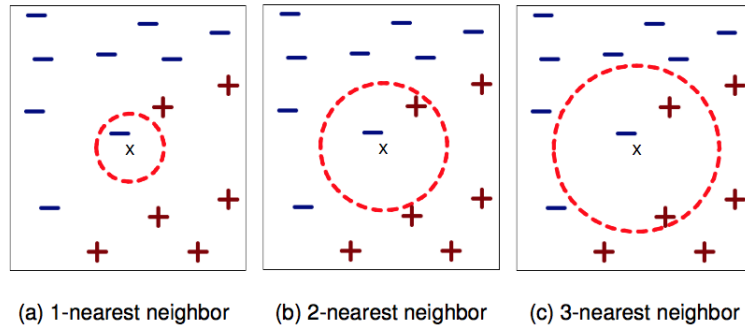 X
X
X
(a) 1-nearest neighbor
(b) 2-nearest neighbor
(c) 3-nearest neighbor